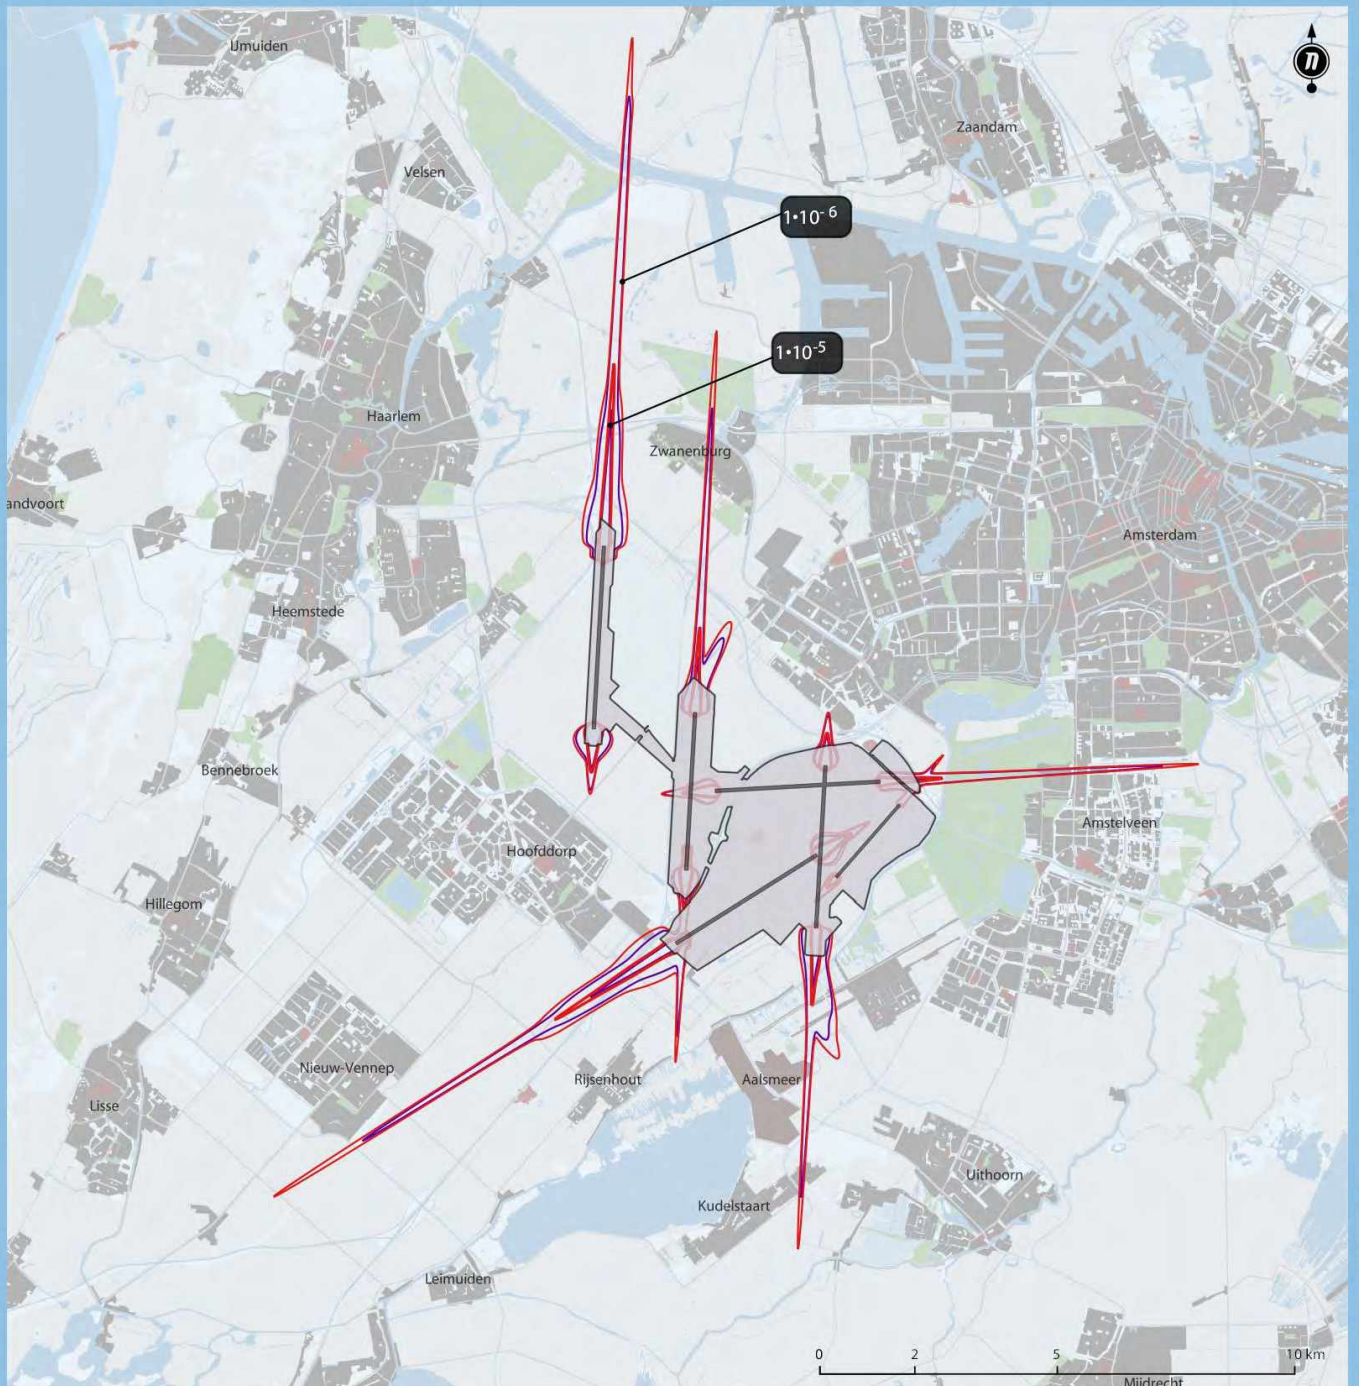 IJmuiden
Zaandam
n
Velsen
1•10-6
1•10-5
Haarlem
Zwanenburg
andvoort
Amsterdam
Heemstede
Bennebroek
Amstelveen
Hoofddorp
Hillegom
Nieuw-Vennep
Rijsenhout
Aalsmeer
Lisse
Uithoorn
Kudelstaart
Leimuiden
0 2 5 10 km
Mijdrecht